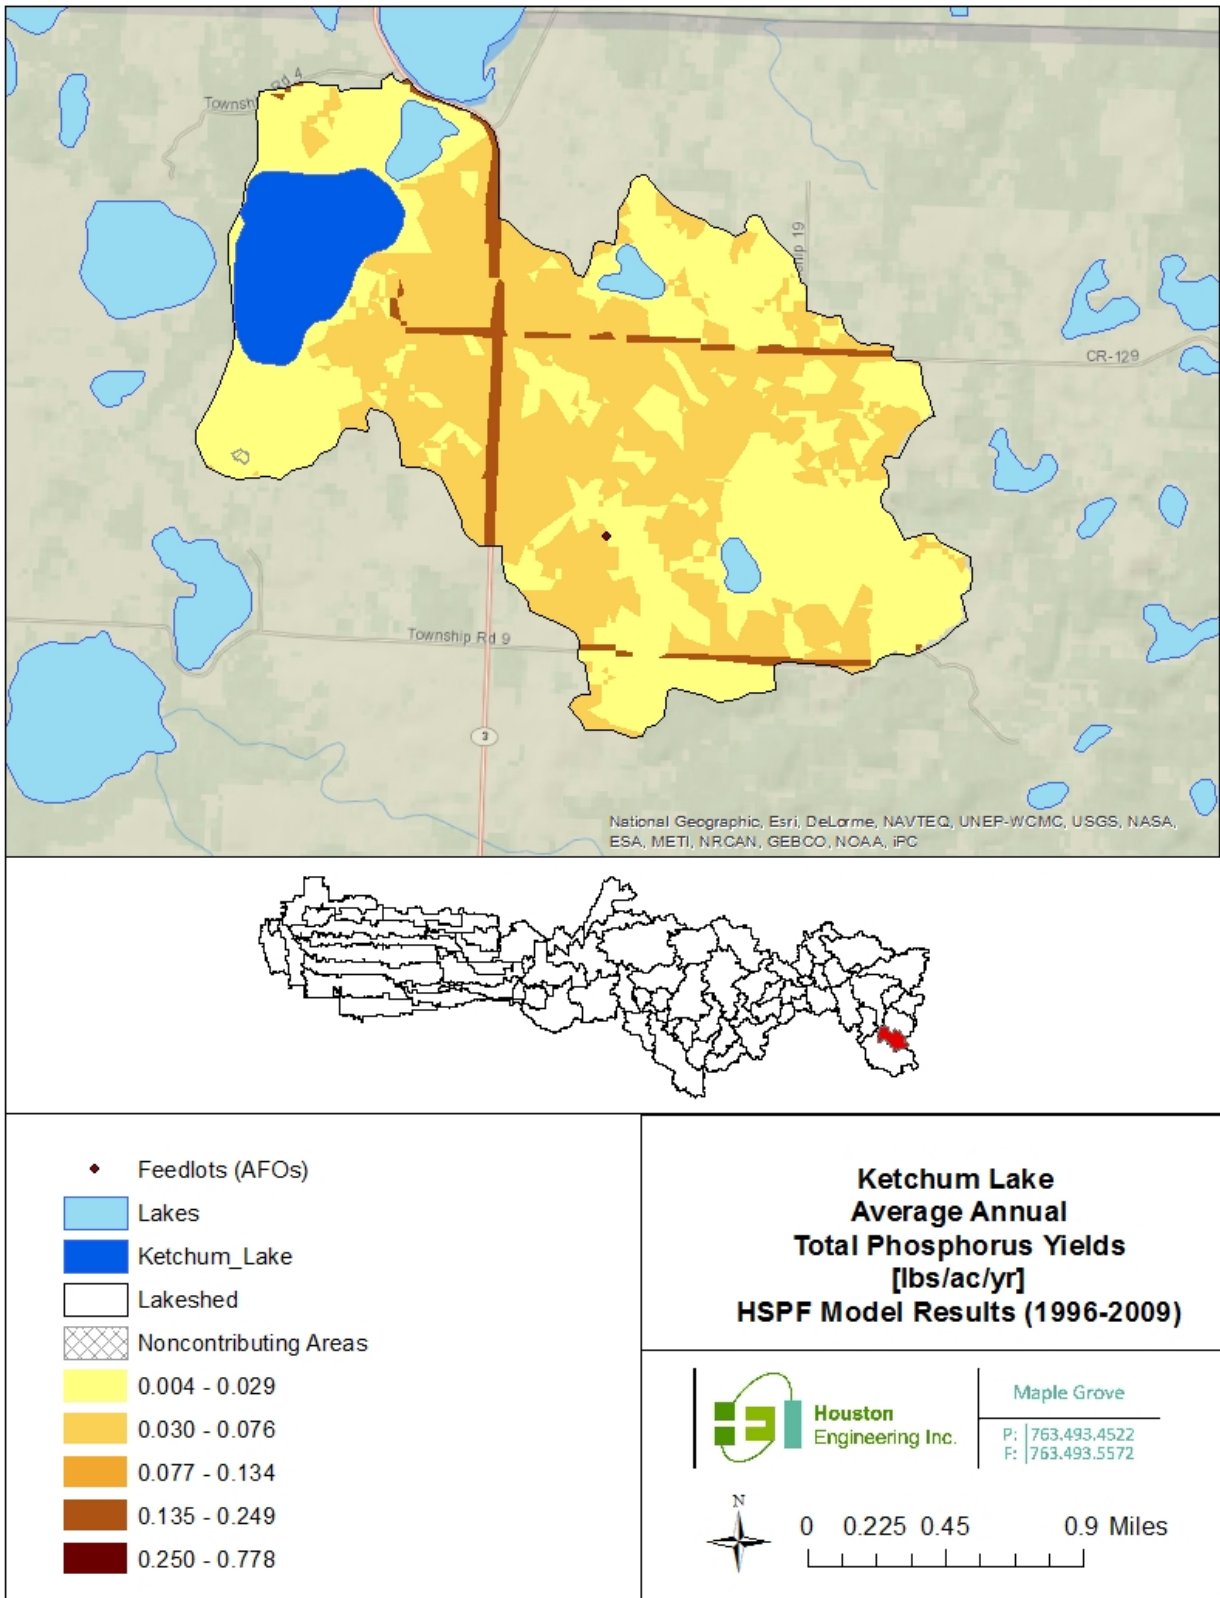 Township Rd 4
ship 19
CR-129
Township Rd 9
3
National Geographic, Esri, DeLorme, NAVTEQ, UNEP-WCMC, USGS, NASA,
ESA, METI, NRCAN, GEBCO, NOAA, iPC
Feedlots (AFOs)
Lakes
Ketchum_Lake
Lakeshed
Noncontributing Areas
0.004 - 0.029
0.030 - 0.076
0.077 - 0.134
0.135 - 0.249
0.250 - 0.778
Ketchum Lake
Average Annual
Total Phosphorus Yields
[lbs/ac/yr]
HSPF Model Results (1996-2009)
Houston
Engineering Inc.
Maple Grove
P: 763.493.4522
F: 763.493.5572
N
0 0.225 0.45 0.9 Miles